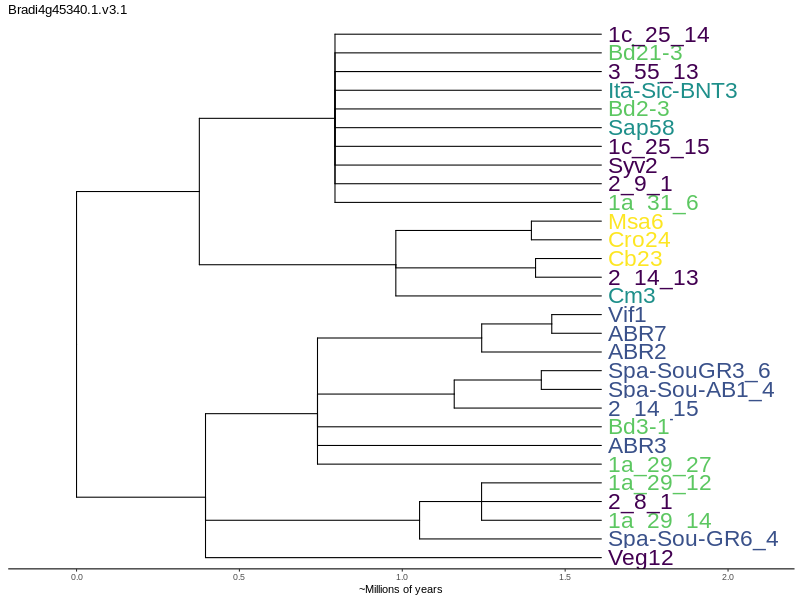 Bradi4g45340.1.v3.1
1c_25_14
Bd21-3
3_55_13
Ita-Sic-BNT3
Bd2-3
Sap58
1c_25_15
Syv2
2_9_1
1a_31_6
Msa6
Cro24
Cb23
2_14_13
Cm3
Vif1
ABR7
ABR2
Spa-SouGR3_6
Spa-Sou-AB1_4
2_14_15
Bd3-1
ABR3
1a_29_27
1a_29_12
2_8_1
1a_29_14
Spa-Sou-GR6_4
Veg12
0.0 0.5 1.0 1.5 2.0
~Millions of years